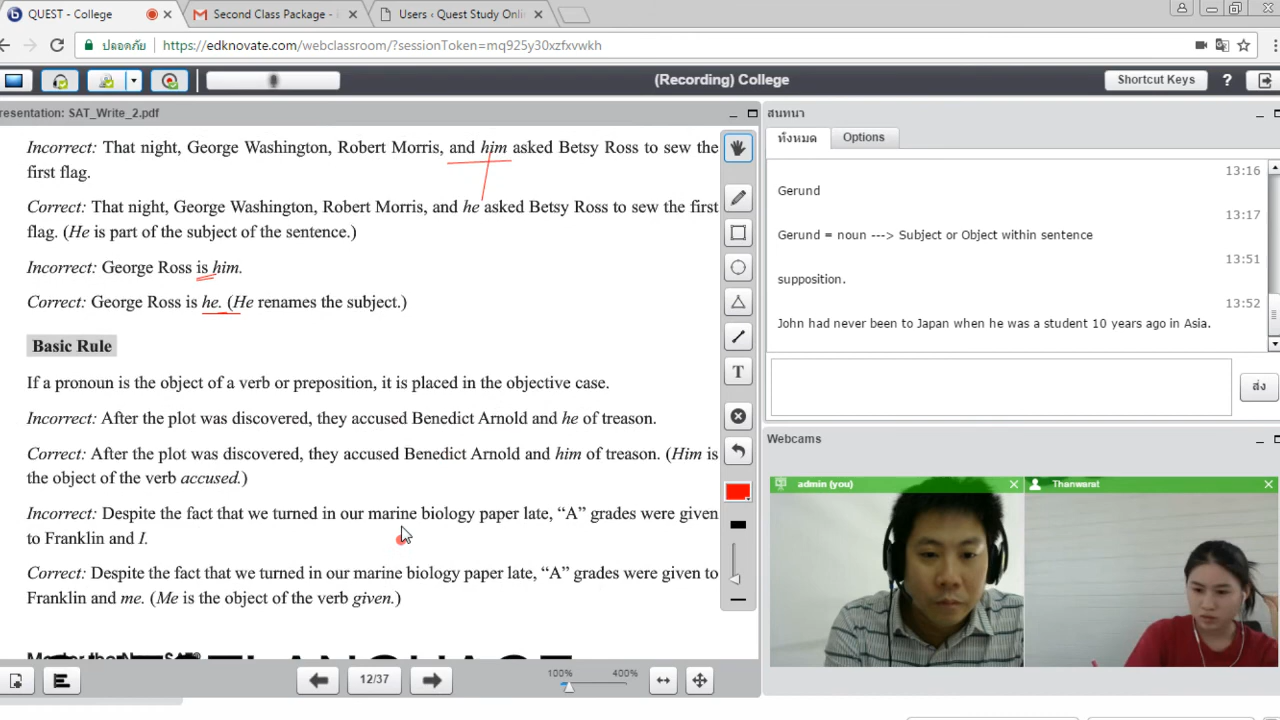 QUEST - College
Second Class Package -
Users ‹ Quest Study Onli
ปลอดภัย
https://edknovate.com/webclassroom/?sessionToken=mq925y30xzfxvwkh
(Recording) College
Shortcut Keys
?
resentation: SAT_Write_2.pdf
Incorrect: That night, George Washington, Robert Morris, and him asked Betsy Ross to sew the
first flag.
Correct: That night, George Washington, Robert Morris, and he asked Betsy Ross to sew the first
flag. (He is part of the subject of the sentence.)
Incorrect: George Ross is him.
Correct: George Ross is he. (He renames the subject.)
Basic Rule
If a pronoun is the object of a verb or preposition, it is placed in the objective case.
Incorrect: After the plot was discovered, they accused Benedict Arnold and he of treason.
Correct: After the plot was discovered, they accused Benedict Arnold and him of treason. (Him is
the object of the verb accused.)
Incorrect: Despite the fact that we turned in our marine biology paper late, “A” grades were given
to Franklin and I.
Correct: Despite the fact that we turned in our marine biology paper late, “A” grades were given to
Franklin and me. (Me is the object of the verb given.)
T
12/37
100%
400%
สนทนา
ทั้งหมด
Options
13:16
Gerund
13:17
Gerund = noun ---> Subject or Object within sentence
13:51
supposition.
13:52
John had never been to Japan when he was a student 10 years ago in Asia.
ส่ง
Webcams
admin (you)
Thanwarat